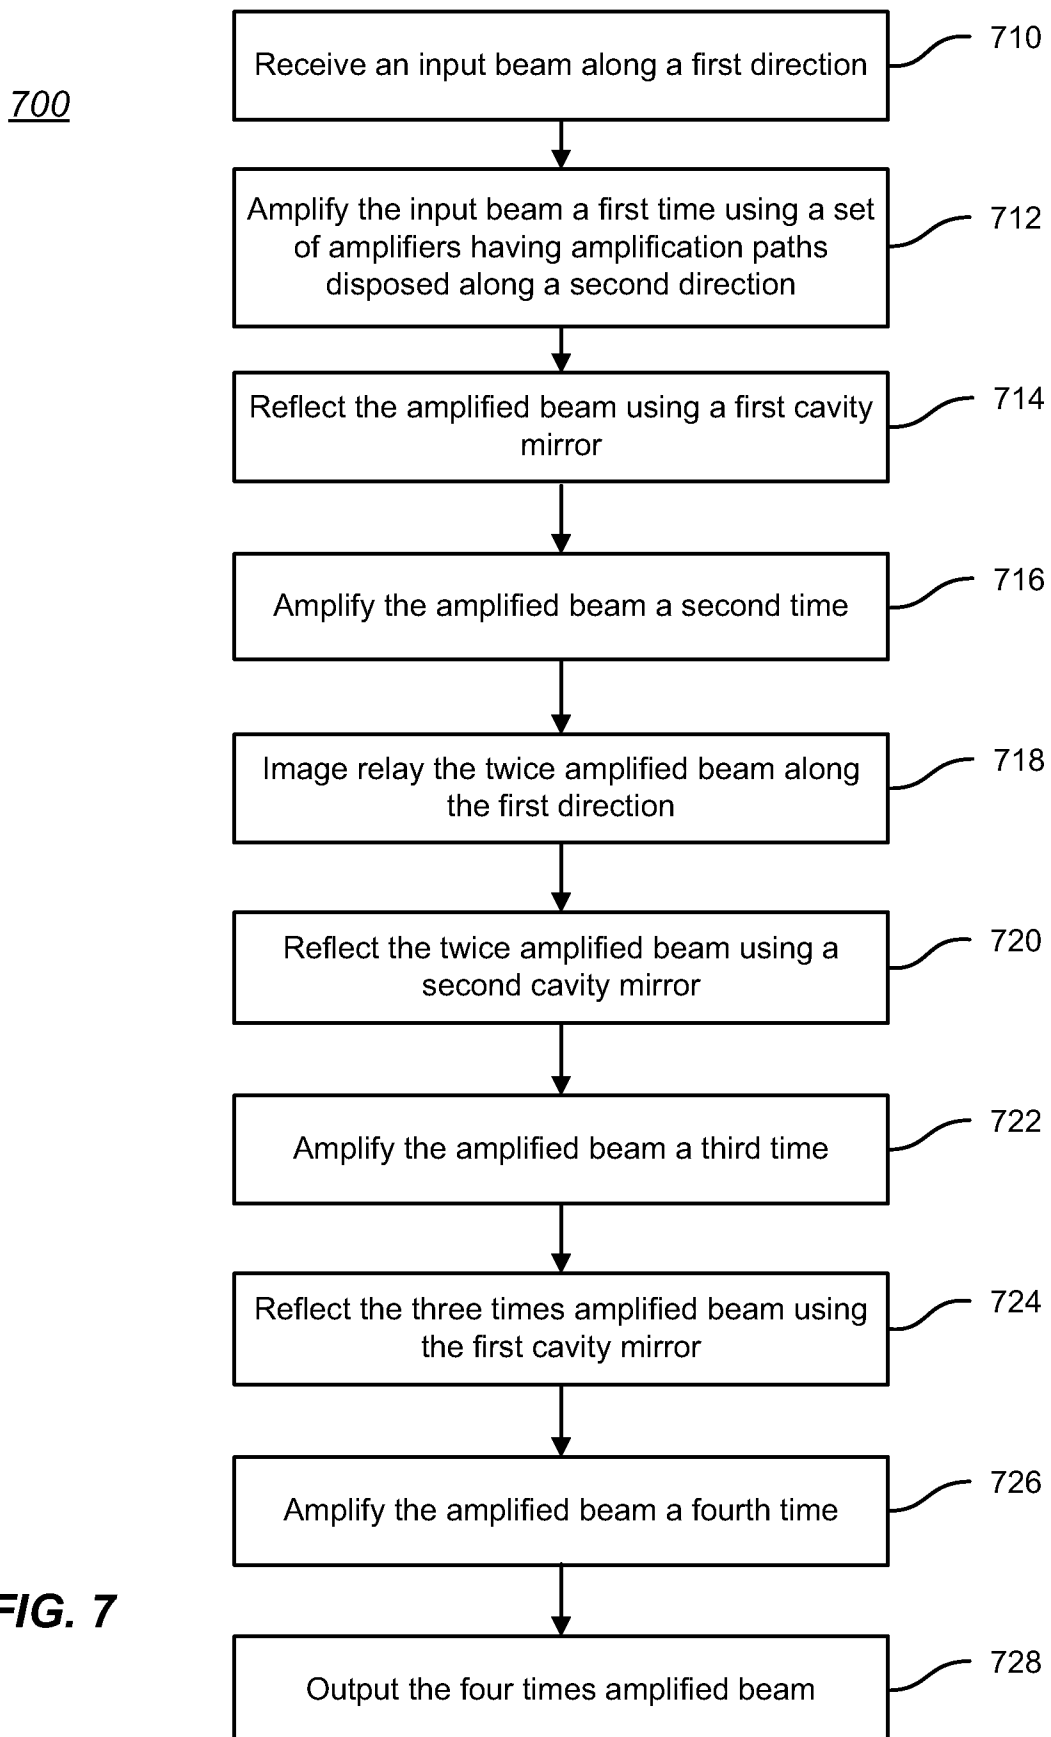 710
Receive an input beam along a first direction
700
Amplify the input beam a first time using a set
of amplifiers having amplification paths
disposed along a second direction
712
Reflect the amplified beam using a first cavity
mirror
714
Amplify the amplified beam a second time
716
Image relay the twice amplified beam along
the first direction
718
Reflect the twice amplified beam using a
second cavity mirror
720
Amplify the amplified beam a third time
722
Reflect the three times amplified beam using
the first cavity mirror
724
Amplify the amplified beam a fourth time
726
FIG. 7
Output the four times amplified beam
728